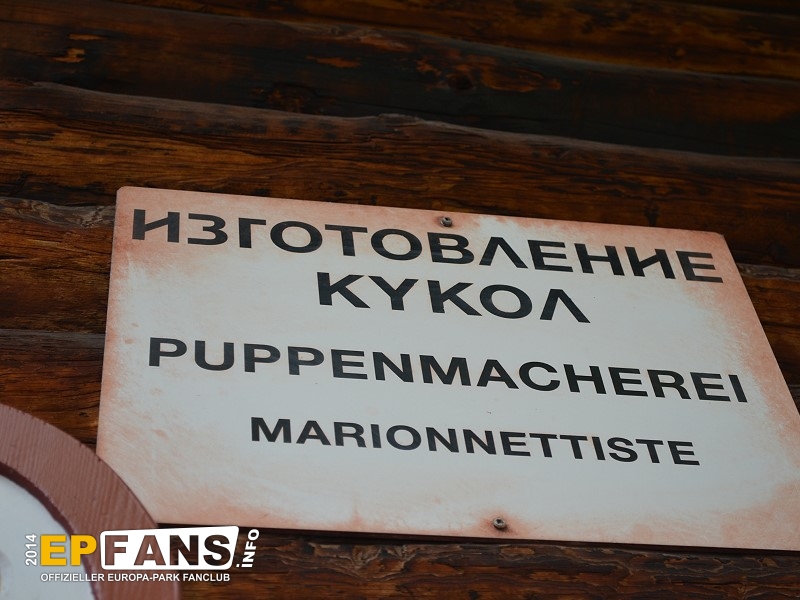 ИЗГОТОВЛЕНИЕ
КУКОЛ
PUPPENMACHEREI
MARIONNETTISTE
2014 EPFANS.INFO
OFFIZIELLER EUROPA-PARK FANCLUB